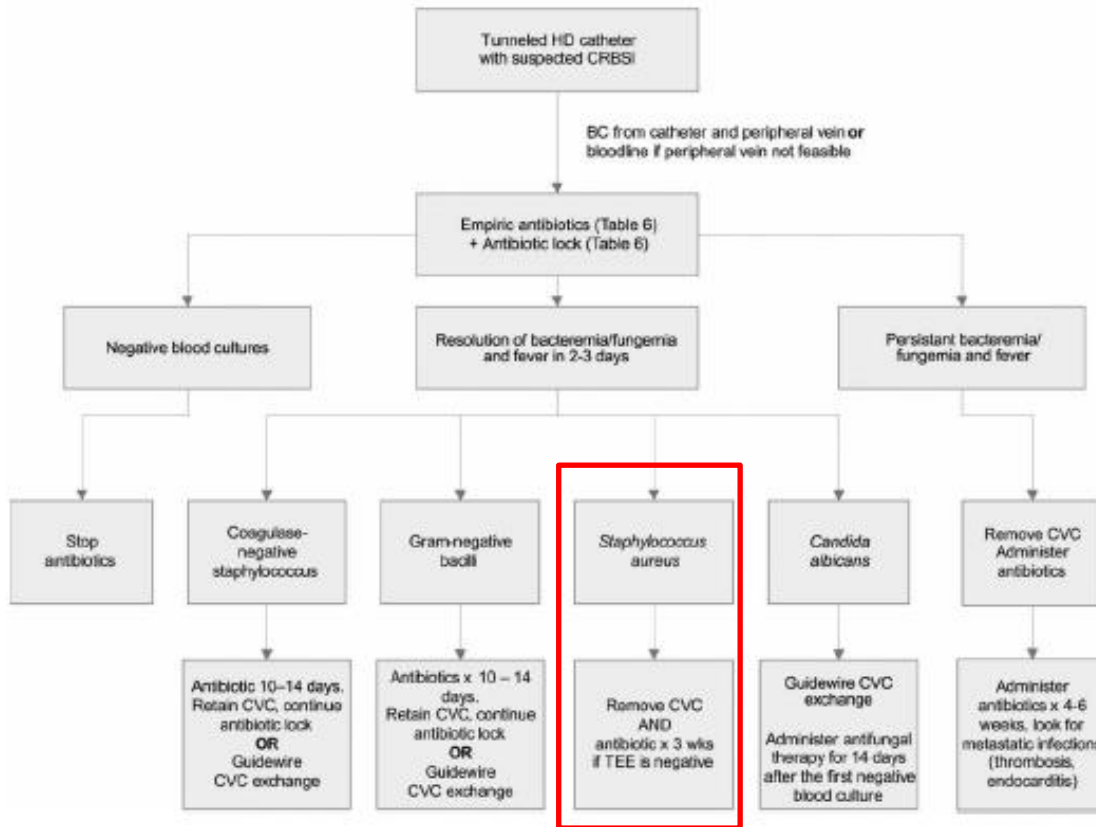 Tunneled HD catheter
with suspected CRBSI
BC from catheter and peripheral vein or
bloodline if peripheral vein not feasible
Empiric antibiotics (Table 6)
+ Antibiotic lock (Table 6)
Negative blood cultures
Resolution of bacteremia/fungemia
and fever in 2-3 days
Persistant bacteremia/
fungemia and fever
Stop
antibiotics
Coagulase-
negative
staphylococcus
Gram-negative
bacilli
Staphylococcus
aureus
Candida
albicans
Remove CVC
Administer
antibiotics
Antibiotic 10–14 days.
Retain CVC, continue
antibiotic lock
OR
Guidewire
CVC exchange
Antibiotics x 10 – 14
days.
Retain CVC, continue
antibiotic lock
OR
Guidewire
CVC exchange
Remove CVC
AND
antibiotic x 3 wks
if TEE is negative
Guidewire CVC
exchange
Administer antifungal
therapy for 14 days
after the first negative
blood culture
Administer
antibiotics x 4-6
weeks, look for
metastatic infections
(thrombosis,
endocarditis)